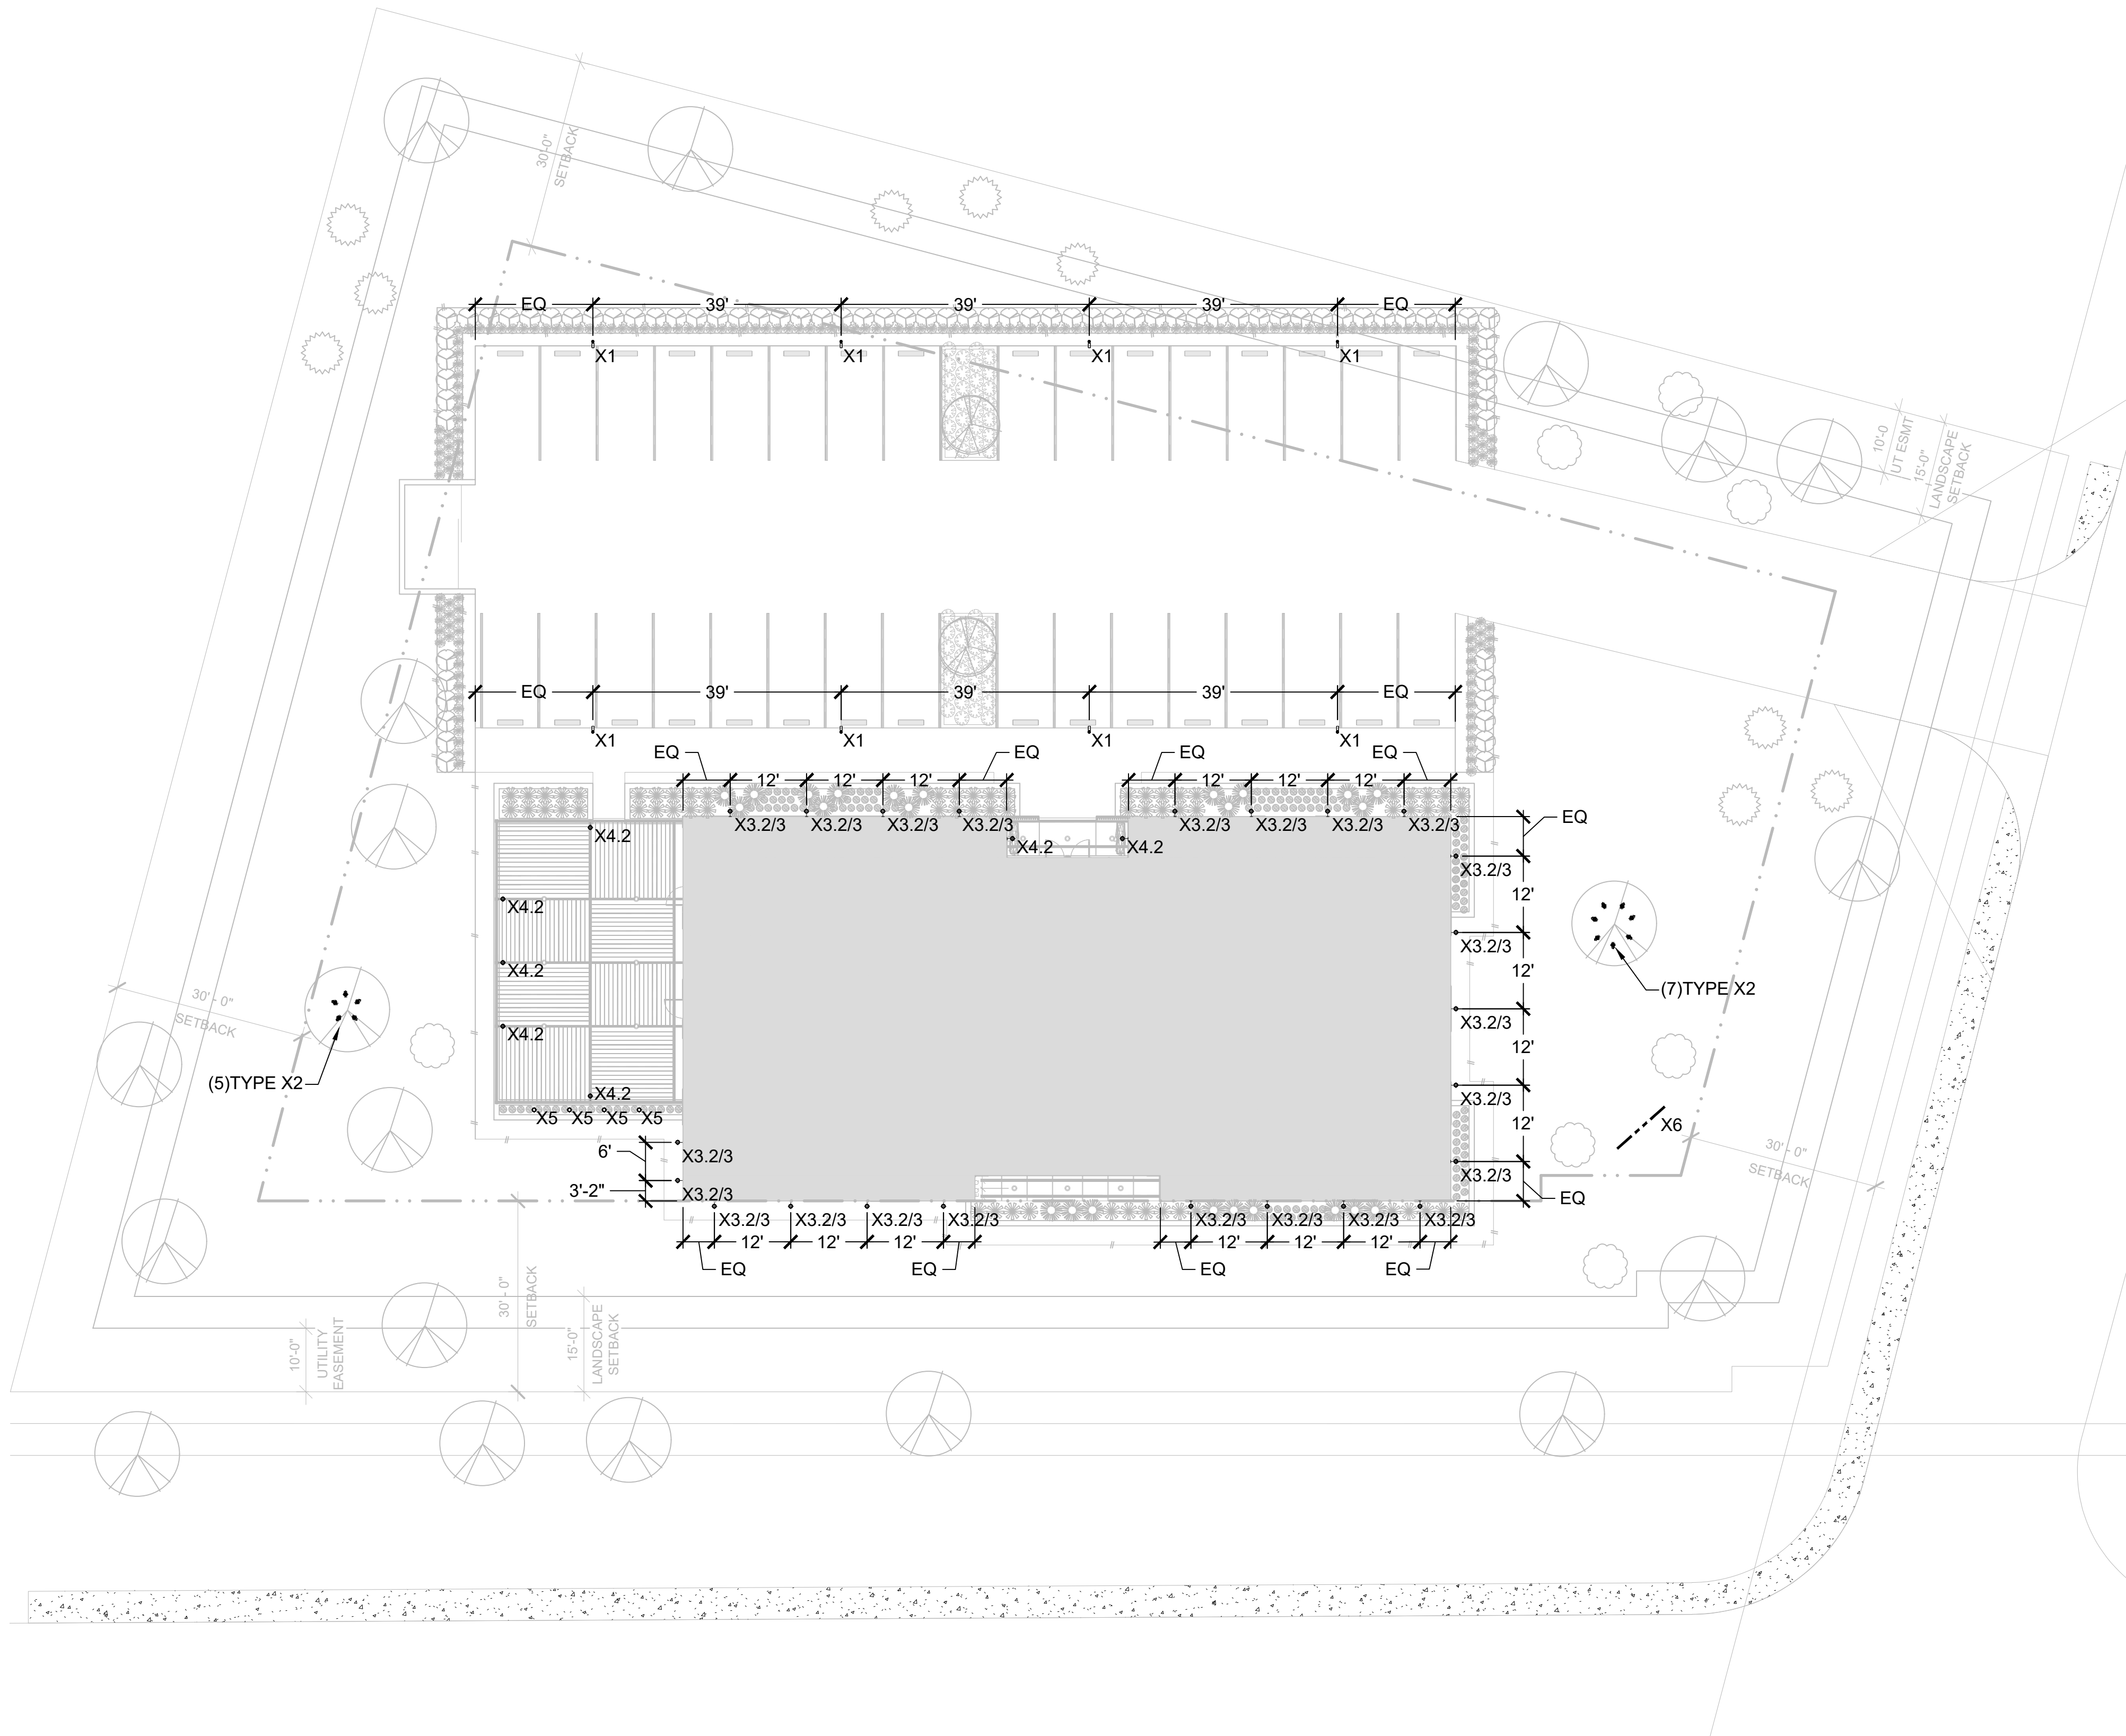 30'-0"
SETBACK
EQ 39' 39' 39' EQ
X1 X1 X1 X1
10'-0
UT ESMT
15'-0"
LANDSCAPE
SETBACK
EQ 39' 39' 39' EQ
X1 X1 X1 X1
EQ EQ EQ EQ
12' 12' 12' 12' 12' 12'
X3.2/3 X3.2/3 X3.2/3 X3.2/3 X3.2/3 X3.2/3 X3.2/3 X3.2/3
EQ
X4.2
X4.2 X4.2
X3.2/3
12'
X4.2
X3.2/3
X4.2
12'
(7)TYPE X2
30'- 0"
SETBACK
X3.2/3
X4.2
12'
(5)TYPE X2
X4.2
X3.2/3
X5 X5 X5 X5
12'
X6
6'
X3.2/3
30'- 0"
SETBACK
X3.2/3
3'-2"
X3.2/3
EQ
X3.2/3 X3.2/3 X3.2/3 X3.2/3 X3.2/3 X3.2/3 X3.2/3 X3.2/3
12' 12' 12' 12' 12' 12'
EQ EQ EQ EQ
30'- 0"
SETBACK
10'-0"
UTILITY
EASEMENT
15'-0"
LANDSCAPE
SETBACK